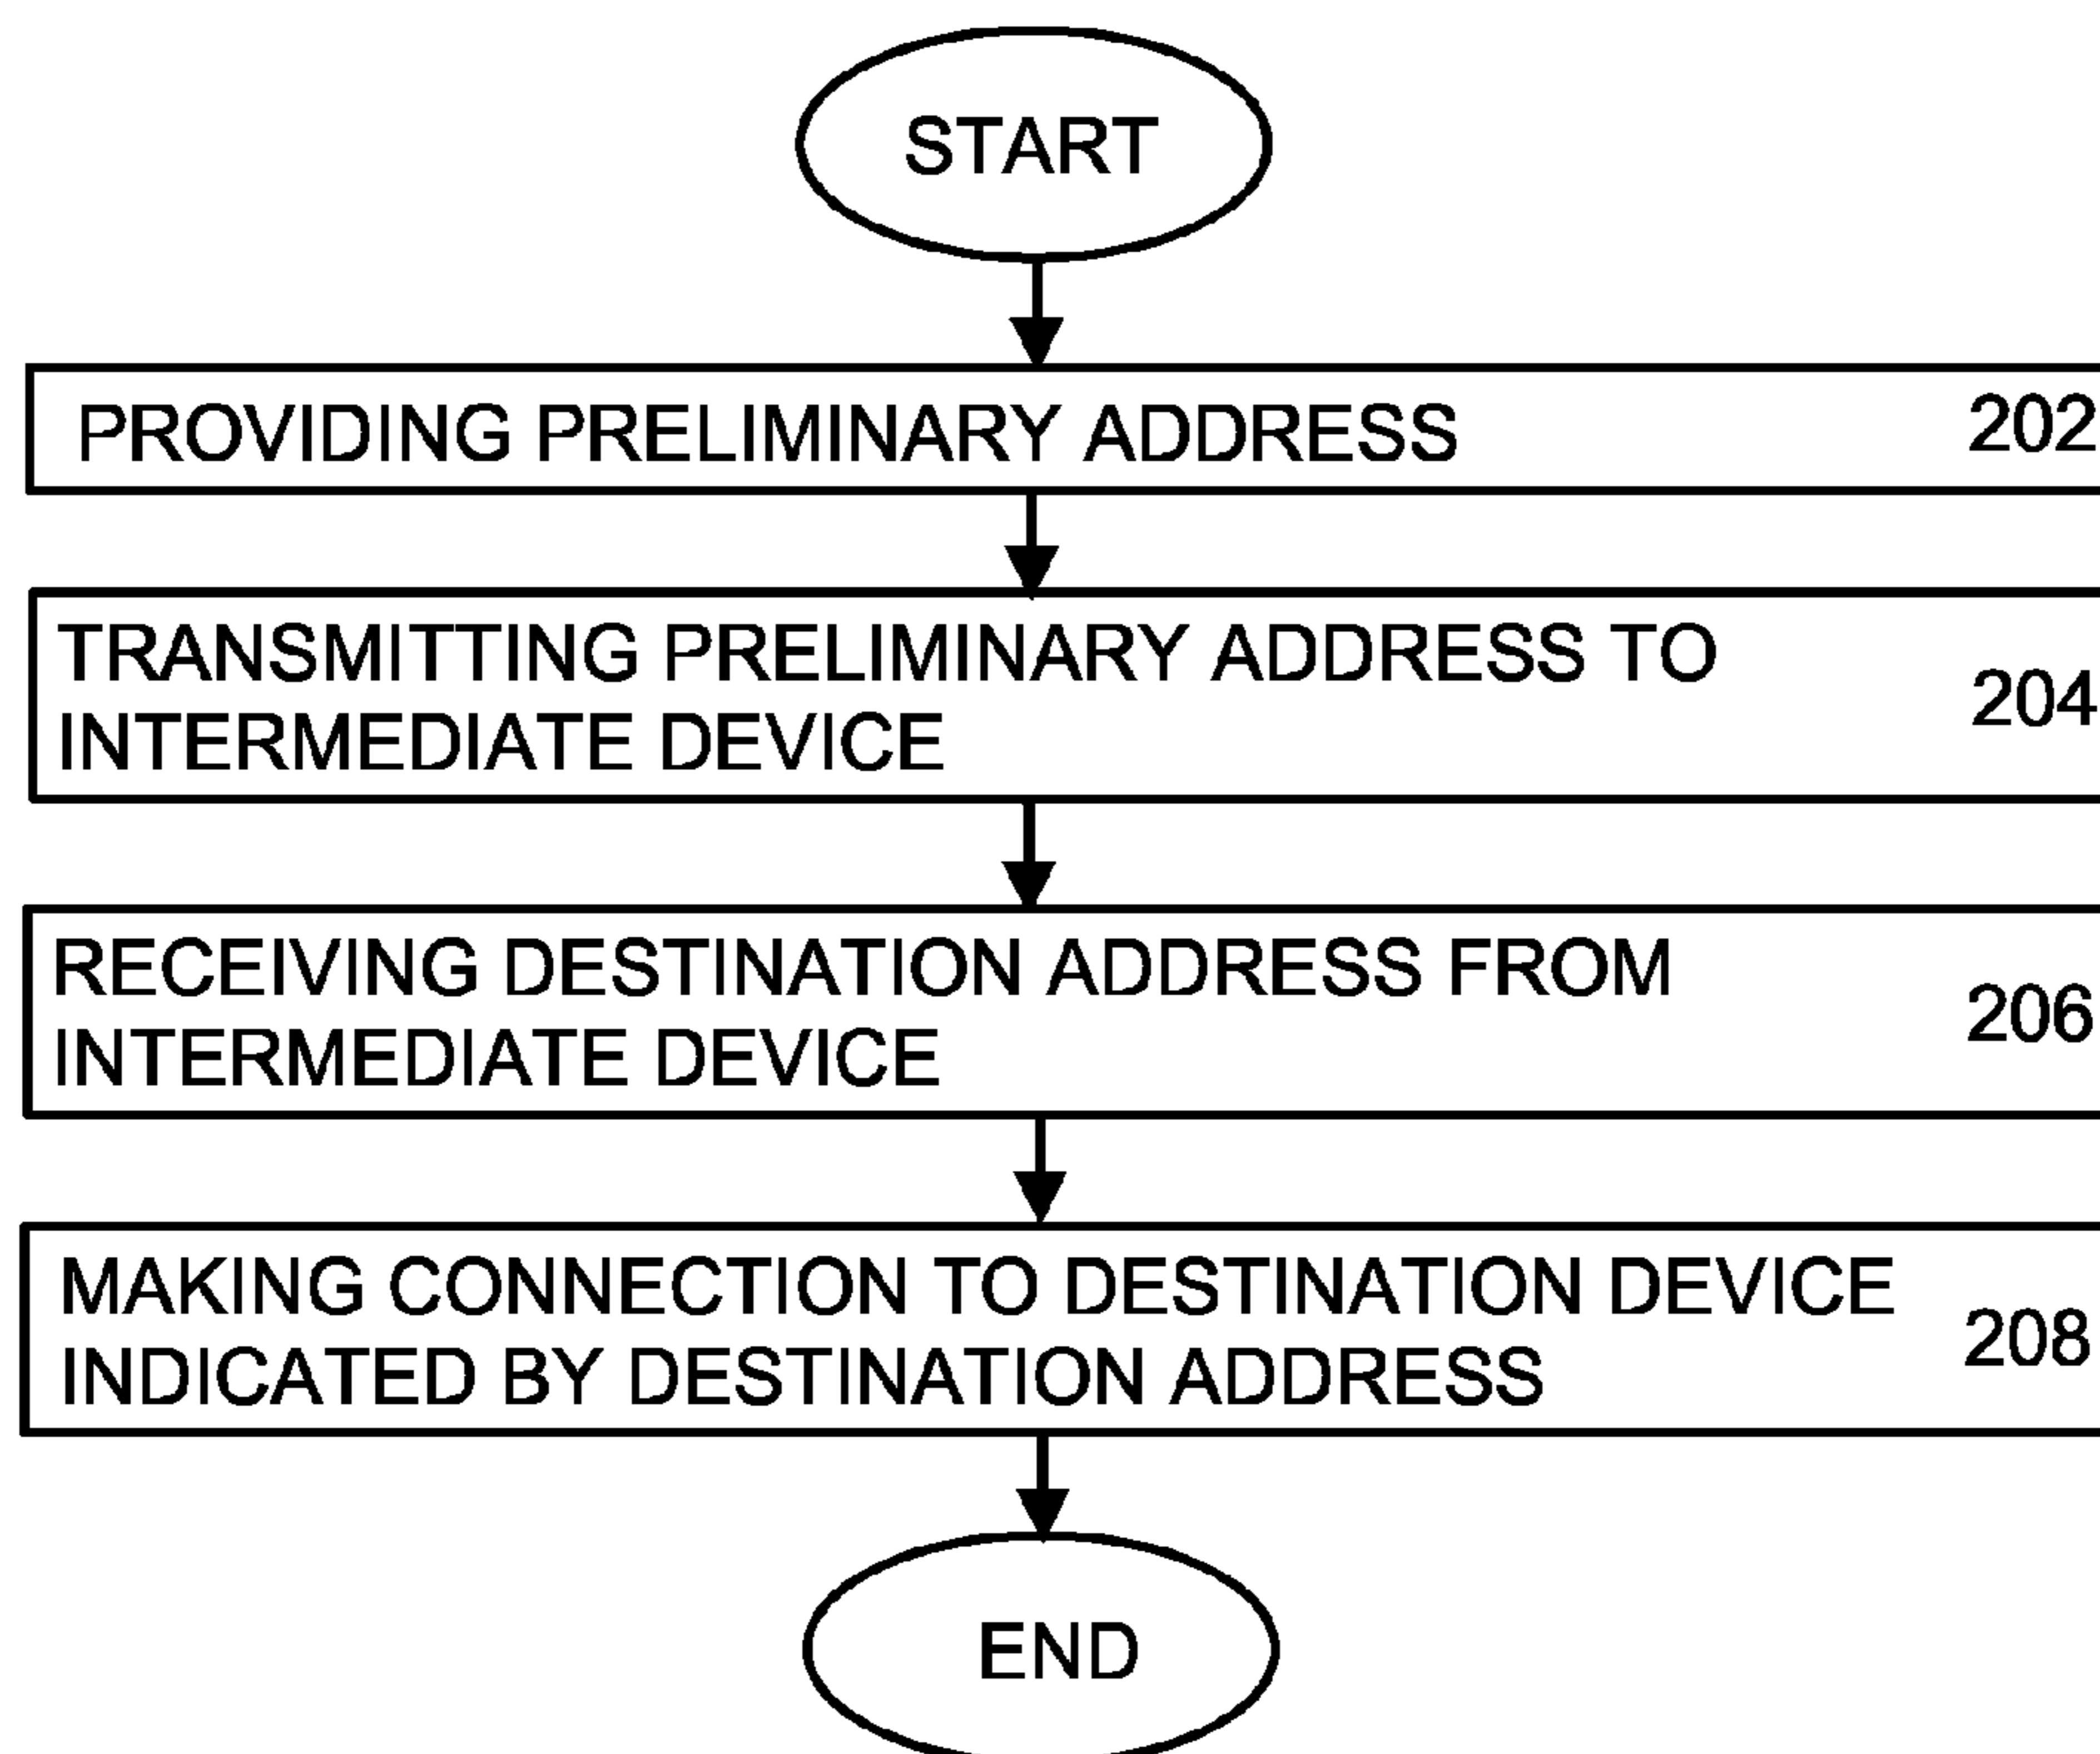 START
PROVIDING PRELIMINARY ADDRESS 202
TRANSMITTING PRELIMINARY ADDRESS TO
INTERMEDIATE DEVICE
204
RECEIVING DESTINATION ADDRESS FROM
INTERMEDIATE DEVICE
206
MAKING CONNECTION TO DESTINATION DEVICE
INDICATED BY DESTINATION ADDRESS
208
END